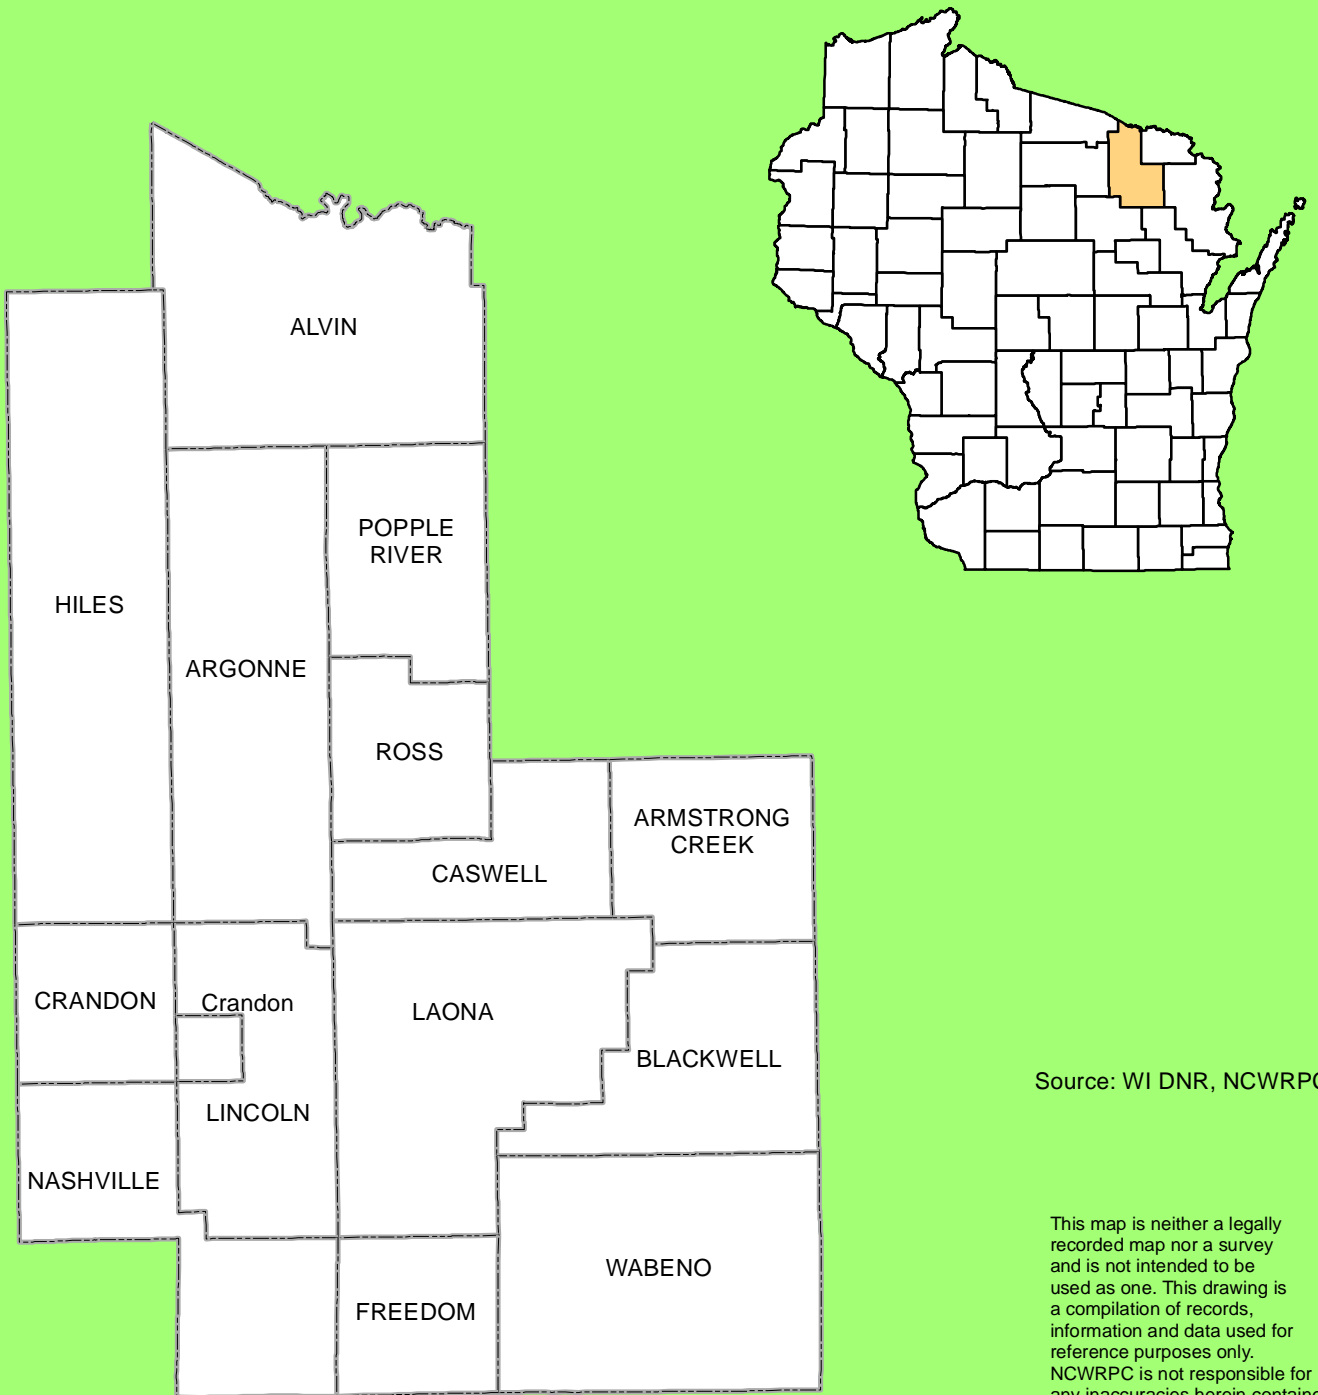 ALVIN
POPPLE
RIVER
HILES
ARGONNE
ROSS
ARMSTRONG
CREEK
CASWELL
CRANDON
Crandon
LAONA
BLACKWELL
LINCOLN
NASHVILLE
WABENO
FREEDOM
Source: WI DNR, NCWRPC
This map is neither a legally
recorded map nor a survey
and is not intended to be
used as one. This drawing is
a compilation of records,
information and data used for
reference purposes only.
NCWRPC is not responsible for
any inaccuracies herein